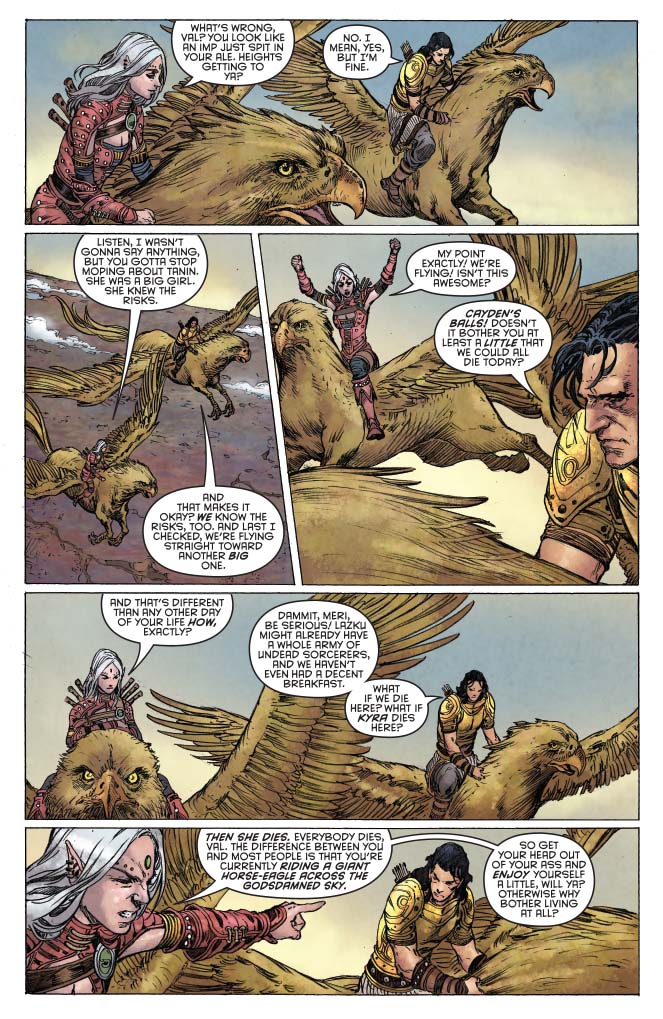 WHAT'S WRONG,
VAL? YOU LOOK LIKE
AN IMP JUST SPIT IN
YOUR ALE. HEIGHTS
GETTING TO
YA?
NO. I
MEAN, YES,
BUT I'M
FINE.
LISTEN, I WASN'T
GONNA SAY ANYTHING,
BUT YOU GOTTA STOP
MOPING ABOUT TANIN.
SHE WAS A BIG GIRL.
SHE KNEW THE
RISKS.
AND
THAT MAKES IT
OKAY? WE KNOW THE
RISKS, TOO. AND LAST I
CHECKED, WE'RE FLYING
STRAIGHT TOWARD
ANOTHER BIG
ONE.
MY POINT
EXACTLY! WE'RE
FLYING! ISN'T THIS
AWESOME?
CAYDEN'S
BALLS! DOESN'T
IT BOTHER YOU AT
LEAST A LITTLE THAT
WE COULD ALL
DIE TODAY?
AND THAT'S DIFFERENT
THAN ANY OTHER DAY
OF YOUR LIFE HOW,
EXACTLY?
DAMMIT, MERI,
BE SERIOUS! LAZKU
MIGHT ALREADY HAVE
A WHOLE ARMY OF
UNDEAD SORCERERS,
AND WE HAVEN'T
EVEN HAD A DECENT
BREAKFAST.
WHAT
IF WE DIE
HERE? WHAT IF
KYRA DIES
HERE?
THEN SHE DIES. EVERYBODY DIES,
VAL. THE DIFFERENCE BETWEEN YOU
AND MOST PEOPLE IS THAT YOU'RE
CURRENTLY RIDING A GIANT
HORSE-EAGLE ACROSS THE
GODSDAMNED SKY.
SO GET
YOUR HEAD OUT
OF YOUR ASS AND
ENJOY YOURSELF
A LITTLE, WILL YA?
OTHERWISE WHY
BOTHER LIVING
AT ALL?